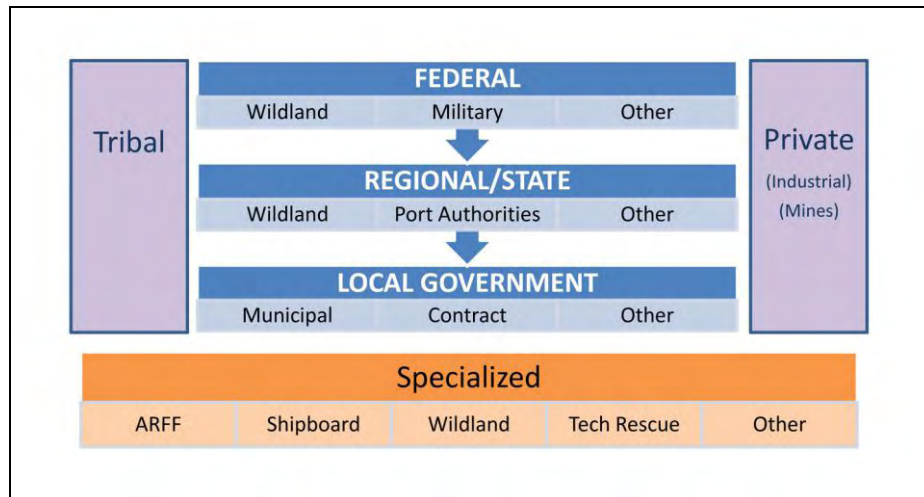 Tribal
FEDERAL
Wildland Military Other
REGIONAL/STATE
Wildland Port Authorities Other
LOCAL GOVERNMENT
Municipal Contract Other
Private
(Industrial)
(Mines)
Specialized
ARFF Shipboard Wildland Tech Rescue Other